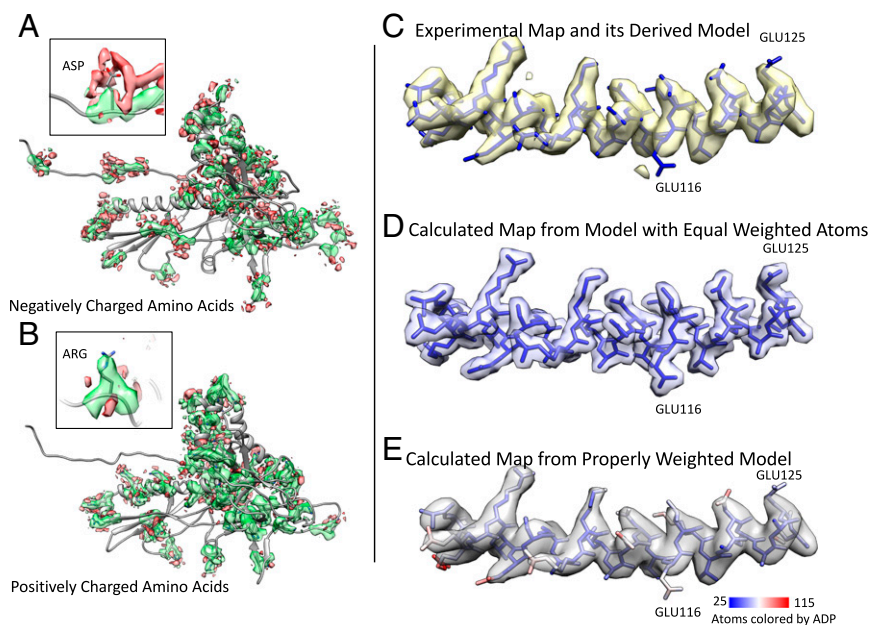 A
ASP
Negatively Charged Amino Acids
B
ARG
Positively Charged Amino Acids
C Experimental Map and its Derived Model
GLU125
GLU116
D Calculated Map from Model with Equal Weighted Atoms
GLU125
GLU116
E Calculated Map from Properly Weighted Model
GLU125
GLU116
25 115
Atoms colored by ADP